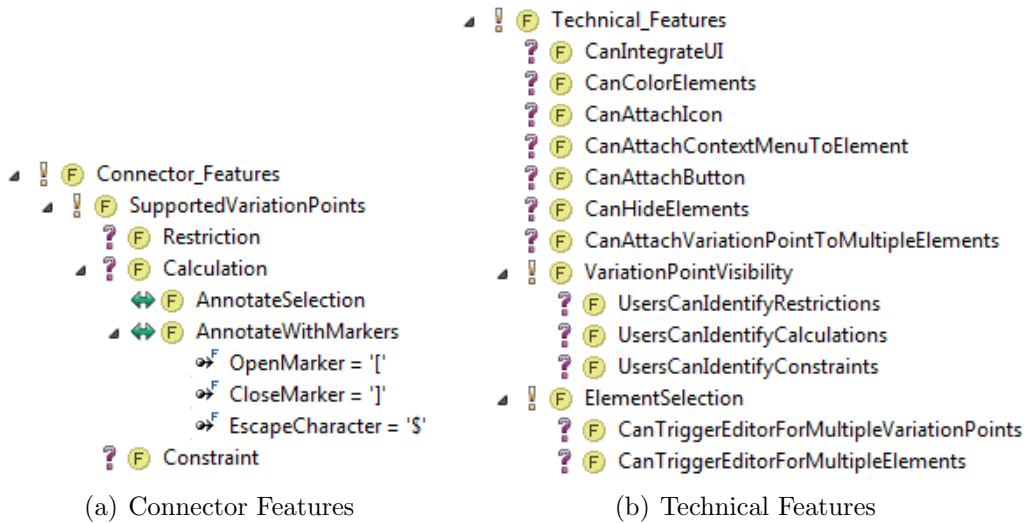 Connector_Features
SupportedVariationPoints
Restriction
Calculation
AnnotateSelection
AnnotateWithMarkers
OpenMarker = '['
CloseMarker = ']'
EscapeCharacter = '$'
Constraint
(a) Connector Features
Technical_Features
CanIntegrateUI
CanColorElements
CanAttachIcon
CanAttachContextMenuToElement
CanAttachButton
CanHideElements
CanAttachVariationPointToMultipleElements
VariationPointVisibility
UsersCanIdentifyRestrictions
UsersCanIdentifyCalculations
UsersCanIdentifyConstraints
ElementSelection
CanTriggerEditorForMultipleVariationPoints
CanTriggerEditorForMultipleElements
(b) Technical Features